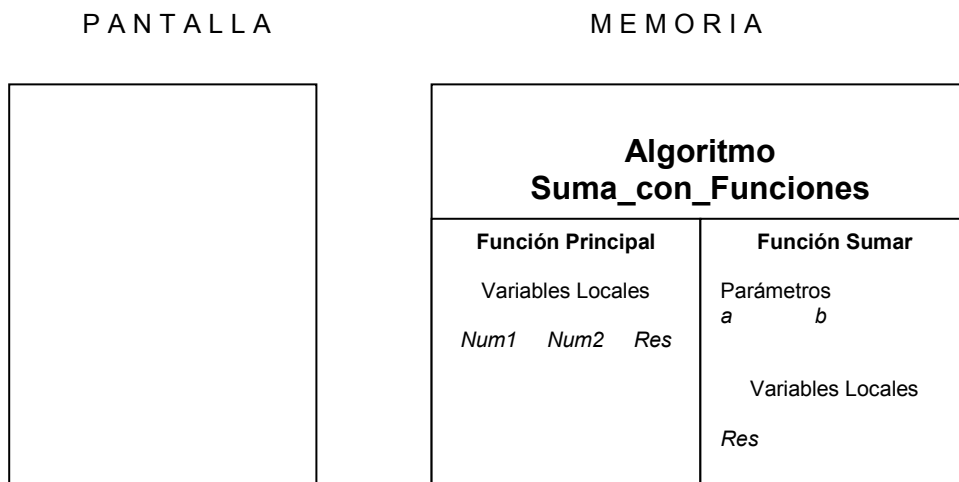 P A N T A L L A
M E M O R I A
Algoritmo
Suma_con_Funciones
Función Principal
Variables Locales
Num1 Num2 Res
Función Sumar
Parámetros
a b
Variables Locales
Res